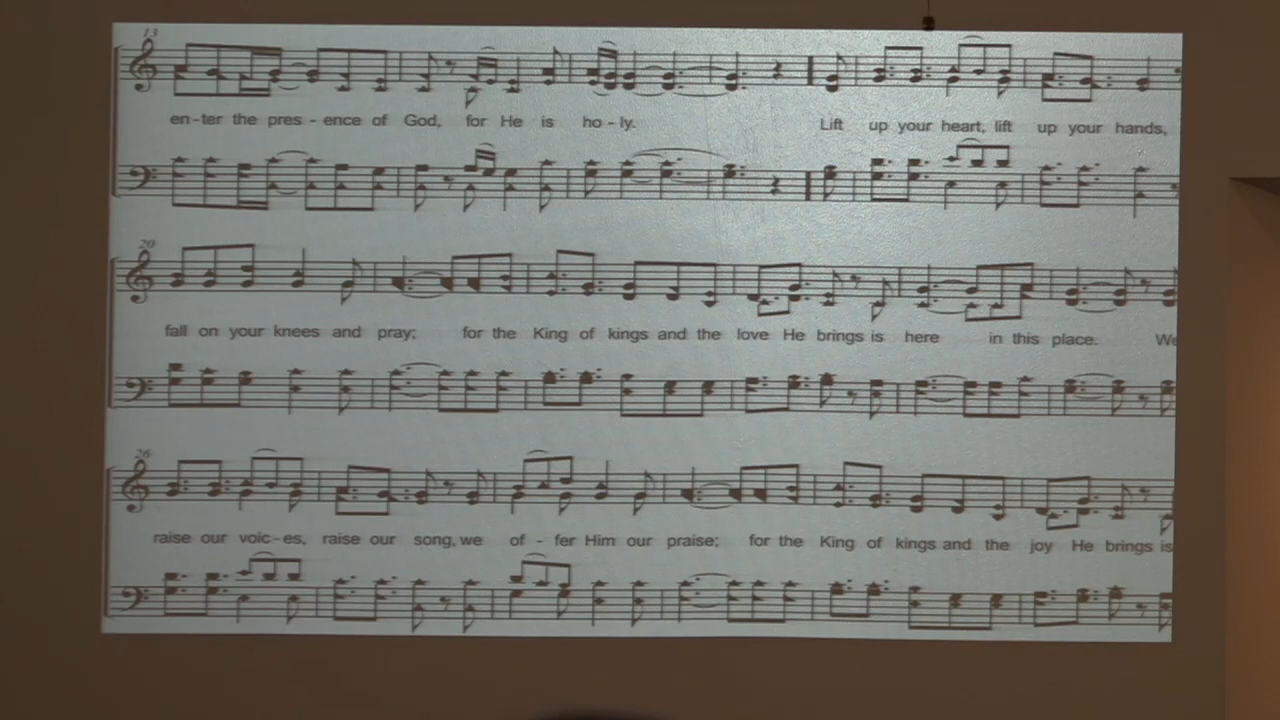 13
en-ter the pres - ence of God, for He is ho - ly. Lift up your heart, lift up your hands,
20
fall on your knees and pray; for the King of kings and the love He brings is here in this place. We
26
raise our voic-es, raise our song, we of - fer Him our praise; for the King of kings and the joy He brings is